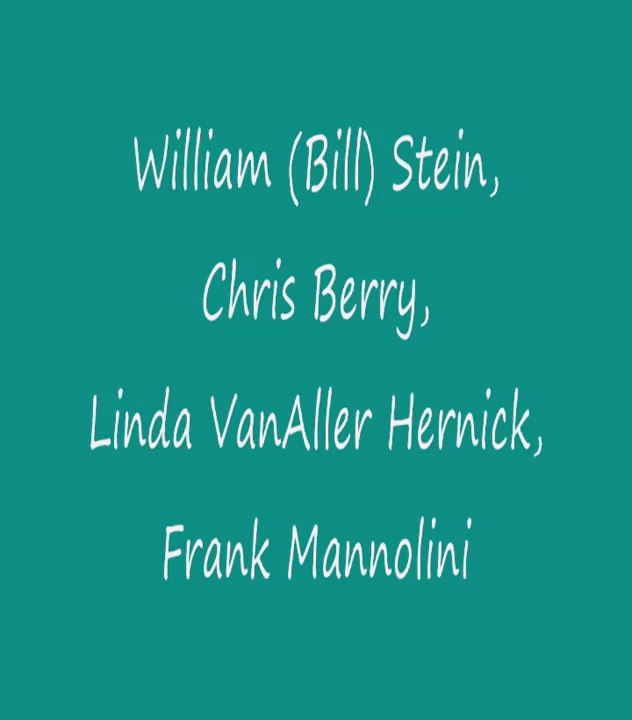 William (Bill) Stein,
Chris Berry,
Linda VanAller Hernick,
Frank Mannolini